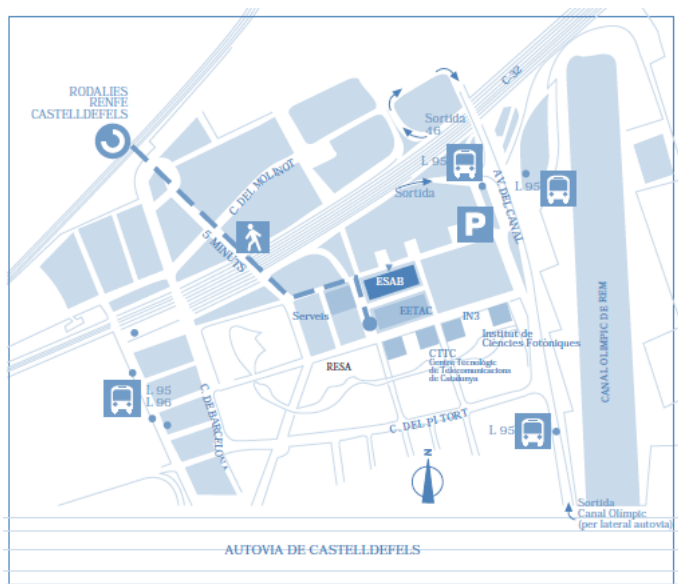 RODALIES
RENFE
CASTELLDEFELS
C-32
Sortida
46
L 95
L 95
C. DEL MOLINOT
Sortida
AV. DEL CANAL
P
5 MINUTS
ESAB
EETAC
Serveis
IN3
Institut de
Ciències Fotòniques
CTTC
Centre Tecnològic
de Telecomunicacions
de Catalunya
RESA
CANAL OLIMPIC DE REM
L 95
L 96
C. DE BARCELONA
C. DEL PI TORT
L 95
N
Sortida
Canal Olímpic
(per lateral autovia)
AUTOVIA DE CASTELLDEFELS